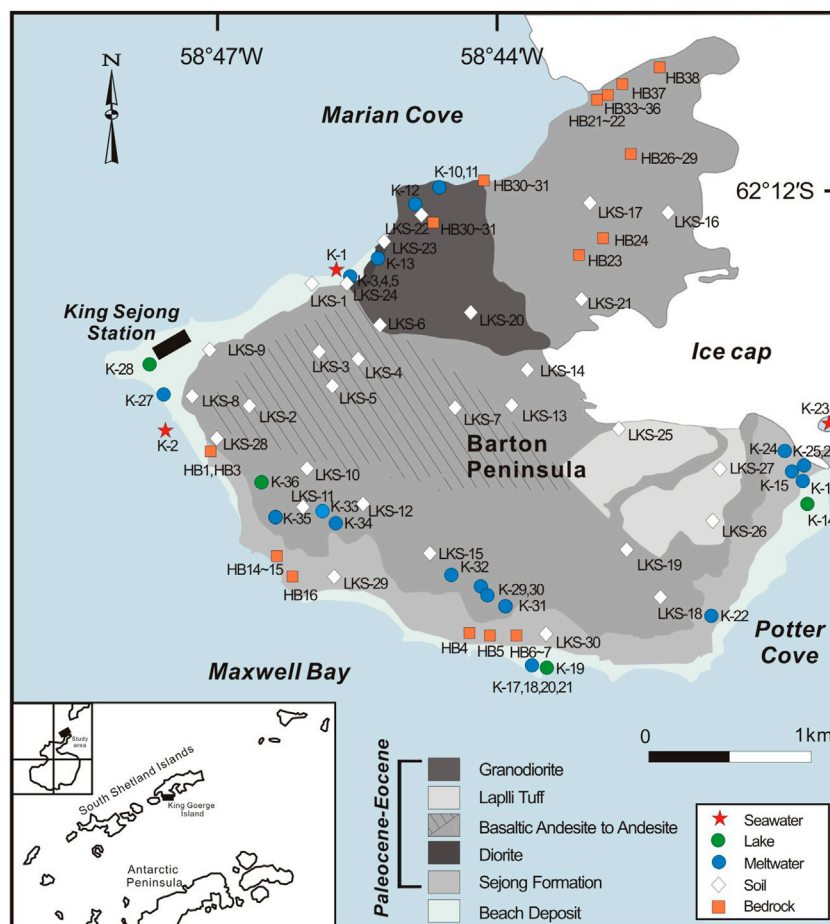 58°47′W
58°44′W
N
Marian Cove
HB38
HB37
HB33~36
HB21~22
HB26~29
K-10,11
HB30~31
62°12′S
K-12
LKS-17
LKS-16
LKS-22
HB30~31
LKS-23
HB24
K-1
K-13
HB23
K-3,4,5
LKS-1
LKS-24
LKS-21
King Sejong
Station
LKS-6
LKS-20
LKS-9
LKS-3
LKS-4
Ice cap
K-28
LKS-14
LKS-5
K-27
LKS-8
LKS-2
LKS-7
LKS-13
K-23
K-2
LKS-28
Barton
Peninsula
LKS-25
K-24
K-25,2
HB1,HB3
LKS-10
LKS-27
K-15
K-1
K-36
LKS-11
K-33
LKS-12
K-14
K-35
K-34
LKS-26
LKS-15
LKS-19
HB14~15
K-32
HB16
LKS-29
K-29,30
K-31
LKS-18
K-22
HB4
HB5
HB6~7
LKS-30
Potter
Cove
Maxwell Bay
K-19
K-17,18,20,21
0
1km
Study
area
South Shetland Islands
King Goerge
Island
Antarctic
Peninsula
Paleocene-Eocene
Granodiorite
Laplli Tuff
Basaltic Andesite to Andesite
Diorite
Sejong Formation
Beach Deposit
Seawater
Lake
Meltwater
Soil
Bedrock